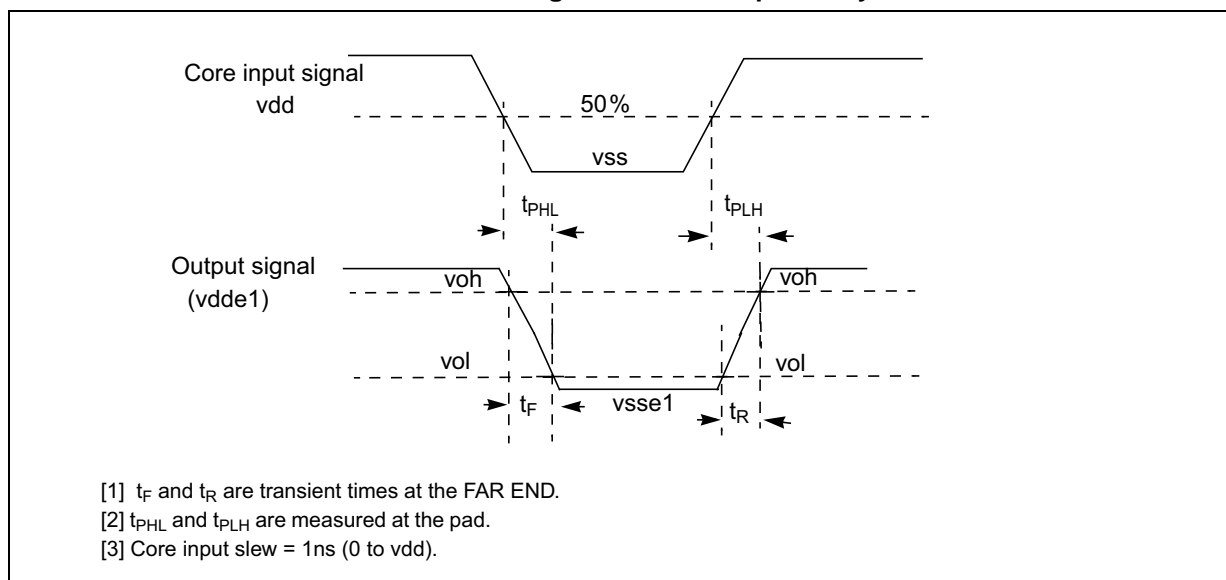 Core input signal
vdd
50%
vss
tPHL
tPLH
Output signal
(vdde1)
voh
voh
vol
vol
tF
vsse1
tR
[1] tF and tR are transient times at the FAR END.
[2] tPHL and tPLH are measured at the pad.
[3] Core input slew = 1ns (0 to vdd).